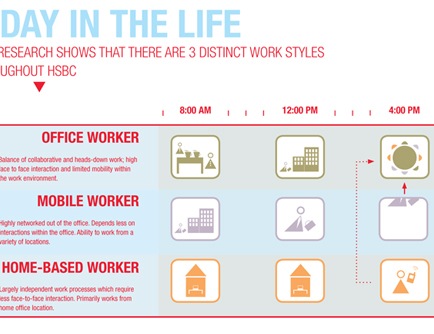 DAY IN THE LIFE
RESEARCH SHOWS THAT THERE ARE 3 DISTINCT WORK STYLES
UGHOUT HSBC
8:00 AM
12:00 PM
4:00 PM
OFFICE WORKER
Balance of collaborative and heads-down work; high
ace to face interaction and limited mobility within
the work environment.
MOBILE WORKER
Highly networked out of the office. Depends less on
nteractions within the office. Ability to work from a
variety of locations.
HOME-BASED WORKER
Largely independent work processes which require
ess face-to-face interaction. Primarily works from
home office location.